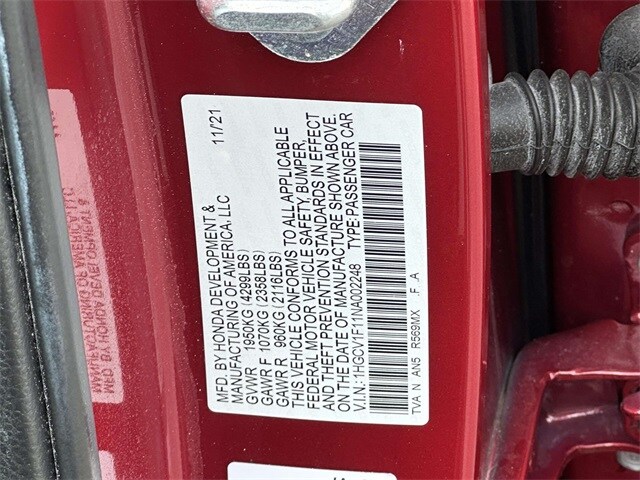 MFD. BY HONDA DEVELOPMENT & 11/'21
MANUFACTURING OF AMERICA, LLC
GVWR 1950KG (4299LBS)
GAWR F 1070KG (2358LBS)
GAWR R 960KG (2116LBS)
THIS VEHICLE CONFORMS TO ALL APPLICABLE
FEDERAL MOTOR VEHICLE SAFETY, BUMPER,
AND THEFT PREVENTION STANDARDS IN EFFECT
ON THE DATE OF MANUFACTURE SHOWN ABOVE.
V.I.N.: 1HGCV1F11NA002248 TYPE: PASSENGER CAR
TVA N AN5 R569MX .F .A